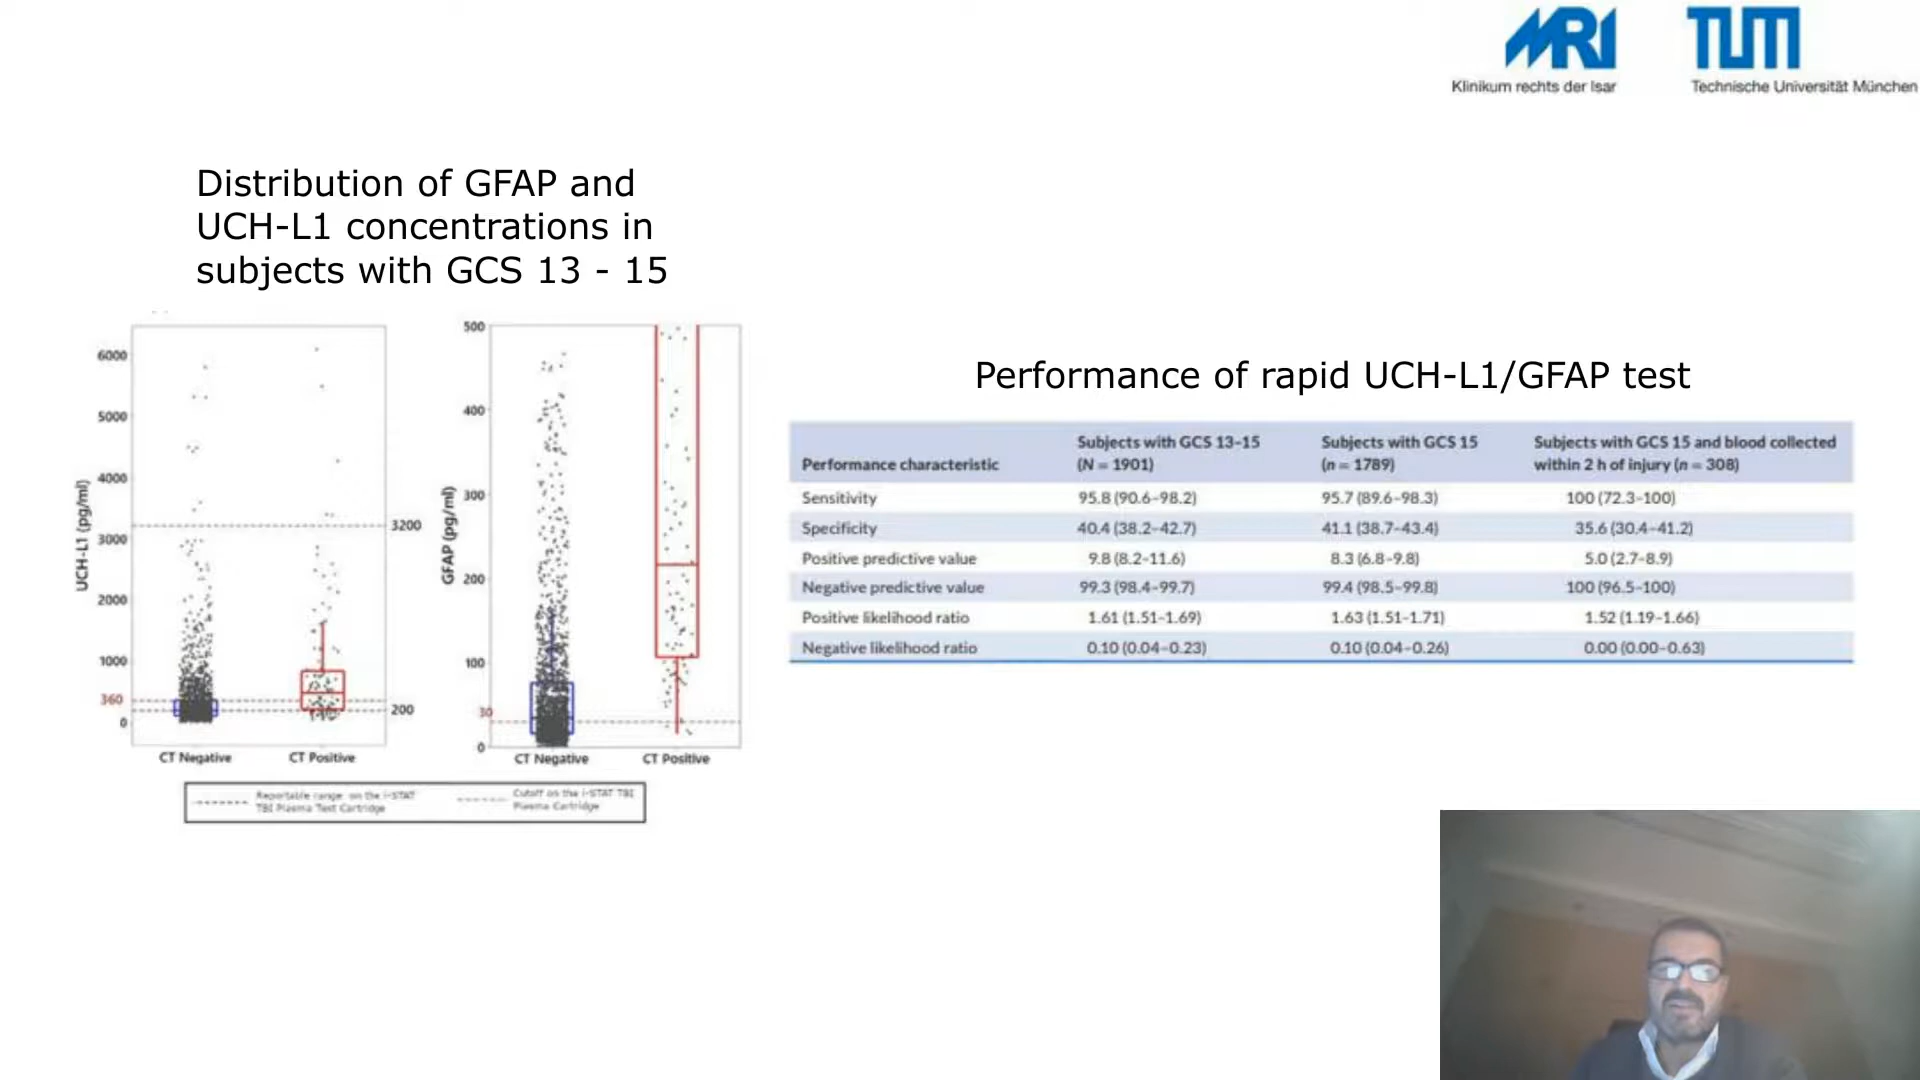 MRI
TUM
Klinikum rechts der Isar
Technische Universität München
Distribution of GFAP and
UCH-L1 concentrations in
subjects with GCS 13 - 15
UCH-L1 (pg/ml)
6000
5000
4000
3000
2000
1000
360
0
3200
200
CT Negative
CT Positive
GFAP (pg/ml)
500
400
300
200
100
30
0
CT Negative
CT Positive
Reportable range on the i-STAT
TBI Plasma Test Cartridge
Cutoff on the i-STAT TBI
Plasma Cartridge
Performance of rapid UCH-L1/GFAP test
Performance characteristic Subjects with GCS 13–15 (N = 1901) Subjects with GCS 15 (n = 1789) Subjects with GCS 15 and blood collected within 2 h of injury (n = 308)
Sensitivity 95.8 (90.6–98.2) 95.7 (89.6–98.3) 100 (72.3–100)
Specificity 40.4 (38.2–42.7) 41.1 (38.7–43.4) 35.6 (30.4–41.2)
Positive predictive value 9.8 (8.2–11.6) 8.3 (6.8–9.8) 5.0 (2.7–8.9)
Negative predictive value 99.3 (98.4–99.7) 99.4 (98.5–99.8) 100 (96.5–100)
Positive likelihood ratio 1.61 (1.51–1.69) 1.63 (1.51–1.71) 1.52 (1.19–1.66)
Negative likelihood ratio 0.10 (0.04–0.23) 0.10 (0.04–0.26) 0.00 (0.00–0.63)